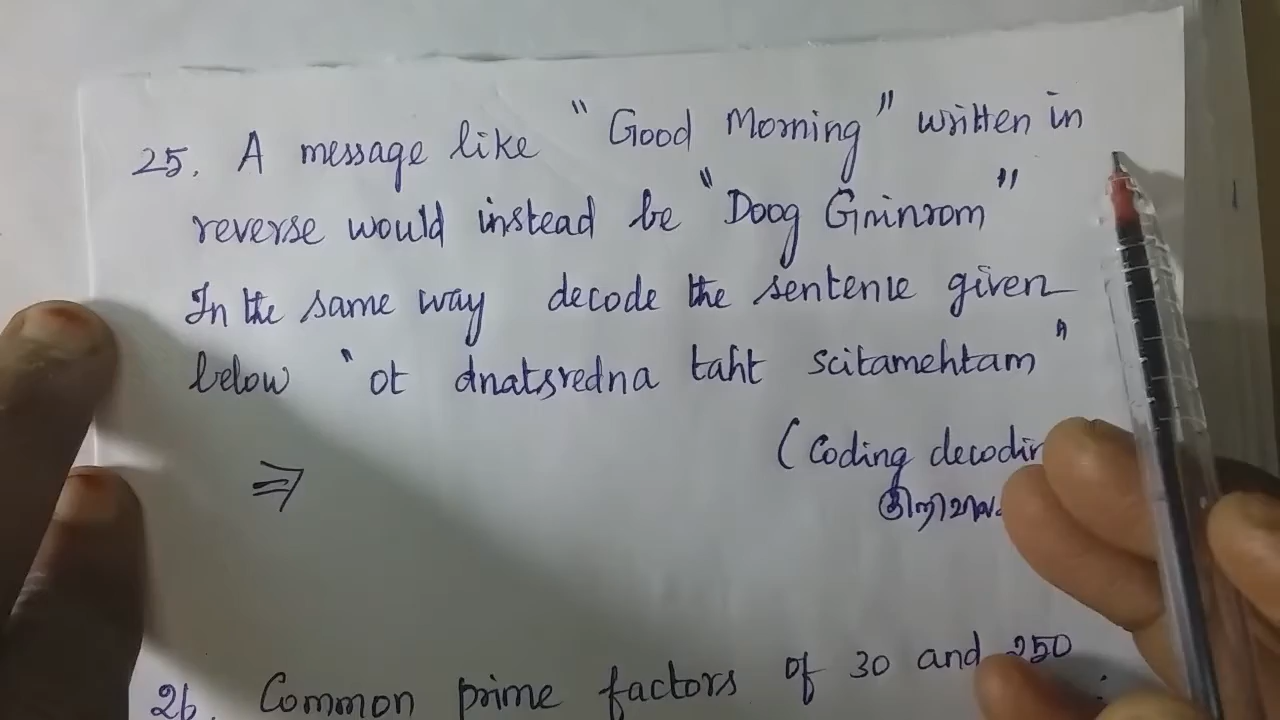 25. A message like "Good Morning" written in
reverse would instead be "Doog Gninrom"
In the same way decode the sentence given
below "ot dnatsredna taht scitamehtam"
(Coding decodin
⇒
26. Common prime factors of 30 and 250